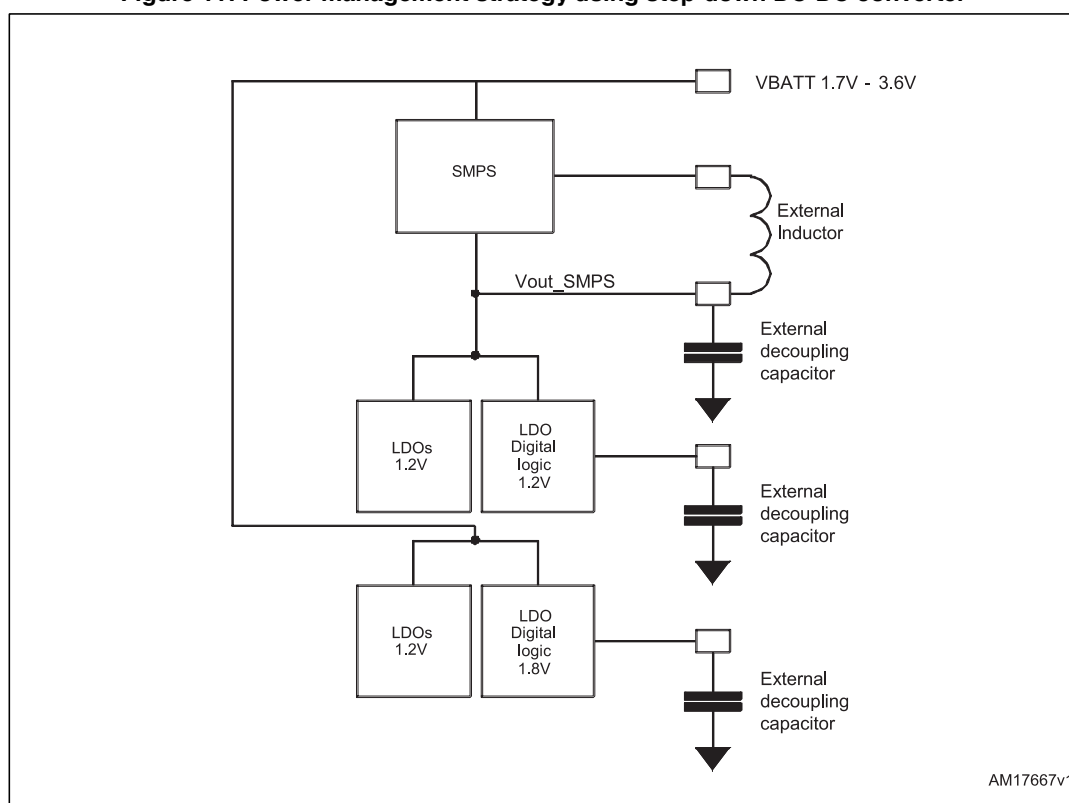 VBATT 1.7V - 3.6V
SMPS
External
Inductor
Vout_SMPS
External
decoupling
capacitor
LDOs
1.2V
LDO
Digital
logic
1.2V
External
decoupling
capacitor
LDOs
1.2V
LDO
Digital
logic
1.8V
External
decoupling
capacitor
AM17667v1